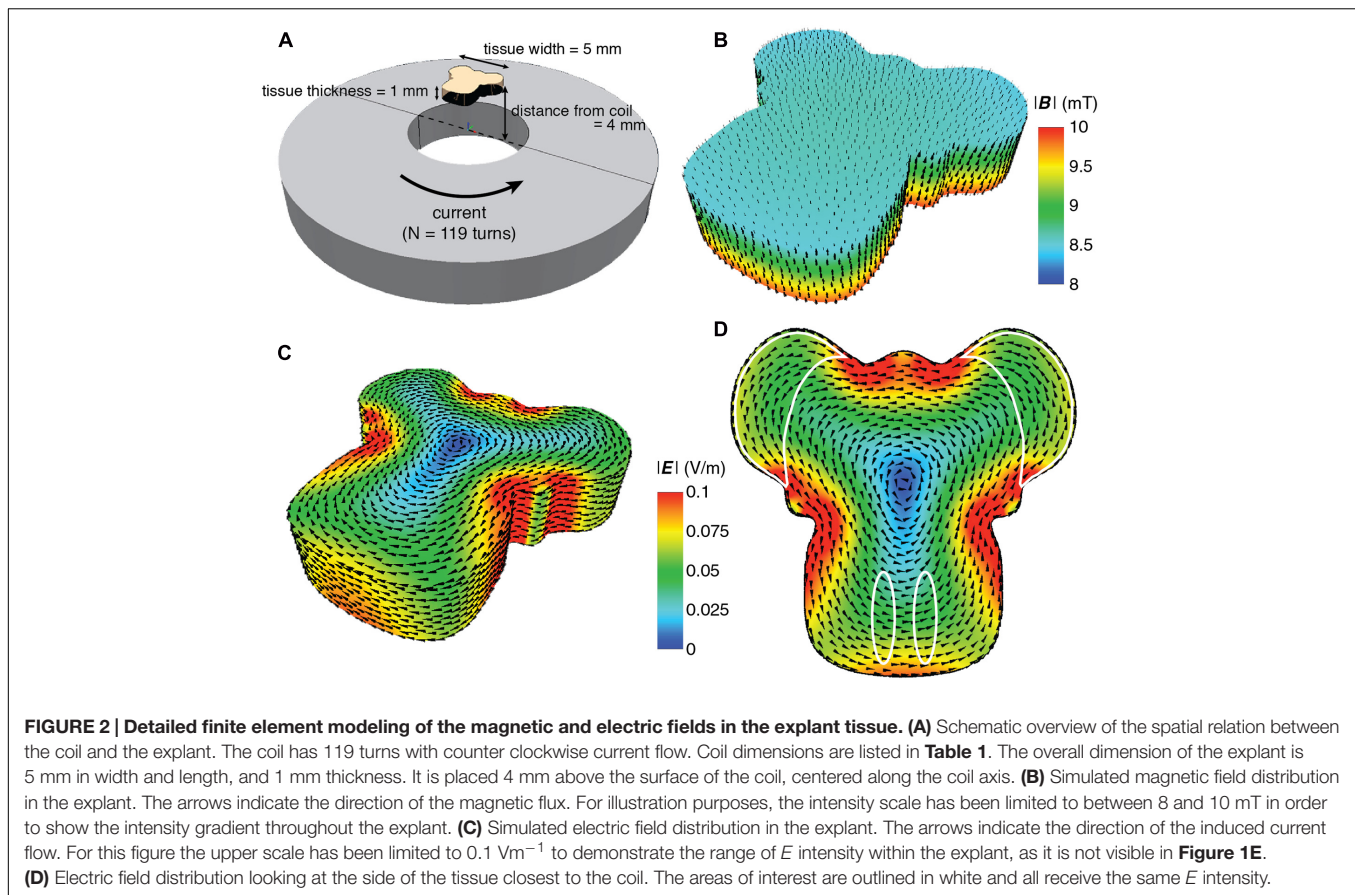 A
tissue width = 5 mm
tissue thickness = 1 mm
distance from coil
= 4 mm
current
(N = 119 turns)
B
|B| (mT)
10
9.5
9
8.5
8
C
|E| (V/m)
0.1
0.075
0.05
0.025
0
D
FIGURE 2 | Detailed finite element modeling of the magnetic and electric fields in the explant tissue. (A) Schematic overview of the spatial relation between
the coil and the explant. The coil has 119 turns with counter clockwise current flow. Coil dimensions are listed in Table 1. The overall dimension of the explant is
5 mm in width and length, and 1 mm thickness. It is placed 4 mm above the surface of the coil, centered along the coil axis. (B) Simulated magnetic field distribution
in the explant. The arrows indicate the direction of the magnetic flux. For illustration purposes, the intensity scale has been limited to between 8 and 10 mT in order
to show the intensity gradient throughout the explant. (C) Simulated electric field distribution in the explant. The arrows indicate the direction of the induced current
flow. For this figure the upper scale has been limited to 0.1 Vm⁻¹ to demonstrate the range of E intensity within the explant, as it is not visible in Figure 1E.
(D) Electric field distribution looking at the side of the tissue closest to the coil. The areas of interest are outlined in white and all receive the same E intensity.